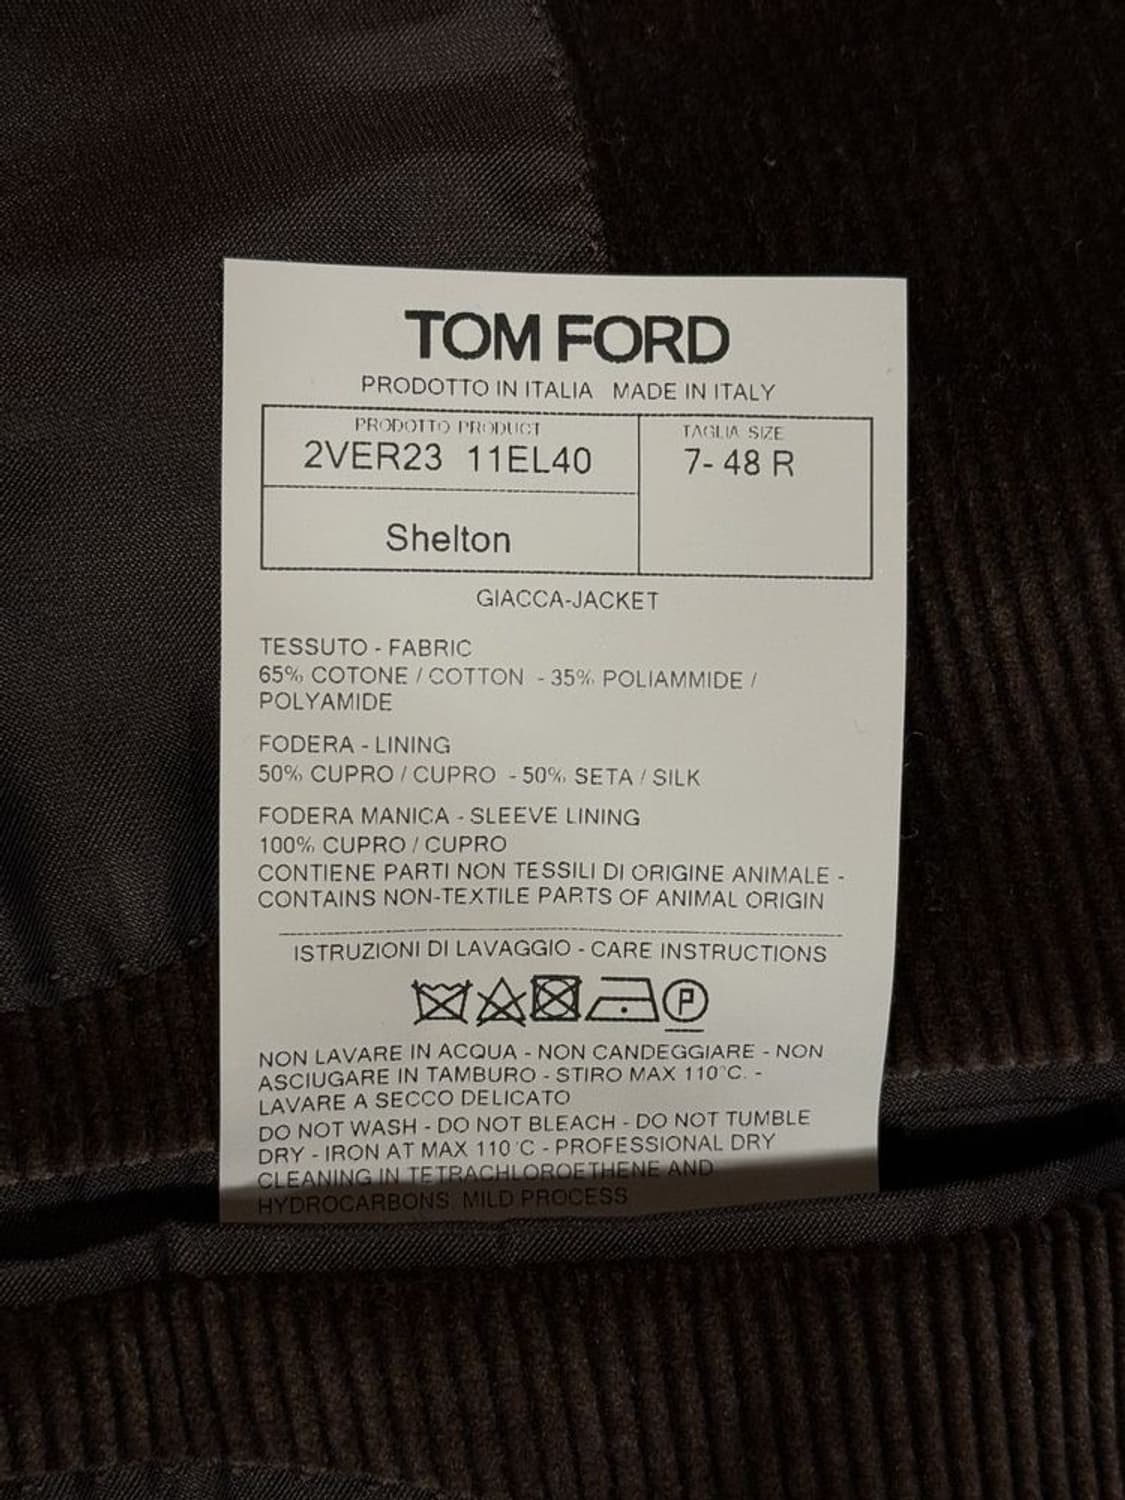 TOM FORD
PRODOTTO IN ITALIA MADE IN ITALY
PRODOTTO PRODUCT
2VER23 11EL40
TAGLIA SIZE
7- 48 R
Shelton
GIACCA-JACKET
TESSUTO - FABRIC
65% COTONE / COTTON - 35% POLIAMMIDE /
POLYAMIDE
FODERA - LINING
50% CUPRO / CUPRO - 50% SETA / SILK
FODERA MANICA - SLEEVE LINING
100% CUPRO / CUPRO
CONTIENE PARTI NON TESSILI DI ORIGINE ANIMALE -
CONTAINS NON-TEXTILE PARTS OF ANIMAL ORIGIN
ISTRUZIONI DI LAVAGGIO - CARE INSTRUCTIONS
P
NON LAVARE IN ACQUA - NON CANDEGGIARE - NON
ASCIUGARE IN TAMBURO - STIRO MAX 110°C. -
LAVARE A SECCO DELICATO
DO NOT WASH - DO NOT BLEACH - DO NOT TUMBLE
DRY - IRON AT MAX 110°C - PROFESSIONAL DRY
CLEANING IN TETRACHLOROETHENE AND
HYDROCARBONS. MILD PROCESS